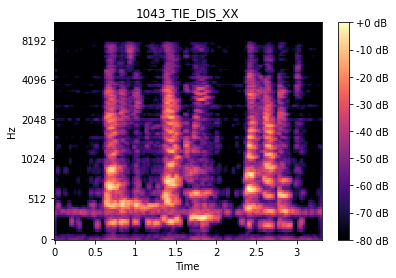 1043_TIE_DIS_XX
+0 dB
8192
-10 dB
4096
-20 dB
-30 dB
2048
-40 dB
Hz
1024
-50 dB
512
-60 dB
-70 dB
0
-80 dB
0 0.5 1 1.5 2 2.5 3
Time